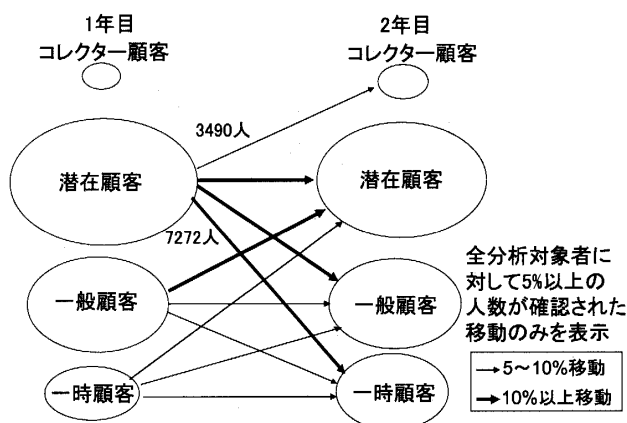 1年目
コレクター顧客
2年目
コレクター顧客
3490人
潜在顧客
潜在顧客
7272人
一般顧客
一般顧客
一時顧客
一時顧客
全分析対象者に
対して5%以上の
人数が確認された
移動のみを表示
5～10%移動
10%以上移動